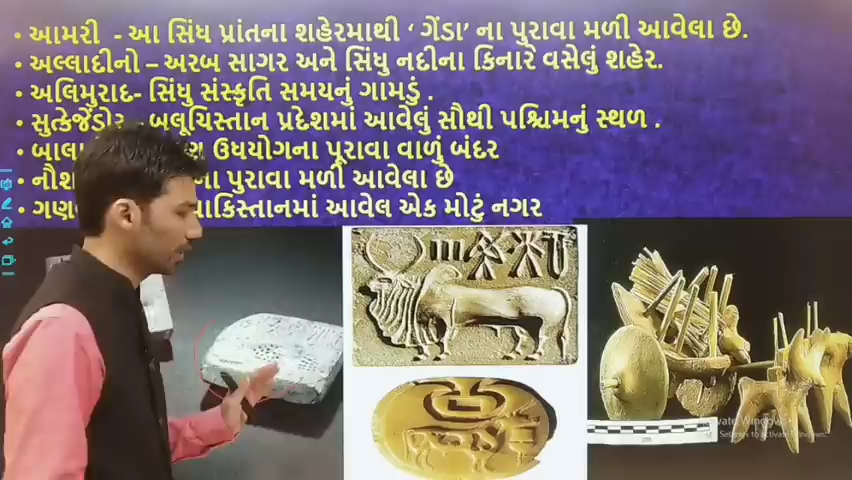 • આમરી - આ સિંધ પ્રાંતના શહેરમાથી ‘ ગેંડા’ ના પુરાવા મળી આવેલા છે.
• અલ્લાદીનો – અરબ સાગર અને સિંધુ નદીના કિનારે વસેલું શહેર.
• અલિમુરાદ- સિંધુ સંસ્કૃતિ સમયનું ગામડું .
• સુત્કેજેંડોર - બલૂચિસ્તાન પ્રદેશમાં આવેલું સૌથી પશ્ચિમનું સ્થળ .
• ઉધયોગના પૂરાવા વાળું બંદર
• ના પુરાવા મળી આવેલા છે
• પાકિસ્તાનમાં આવેલ એક મોટું નગર